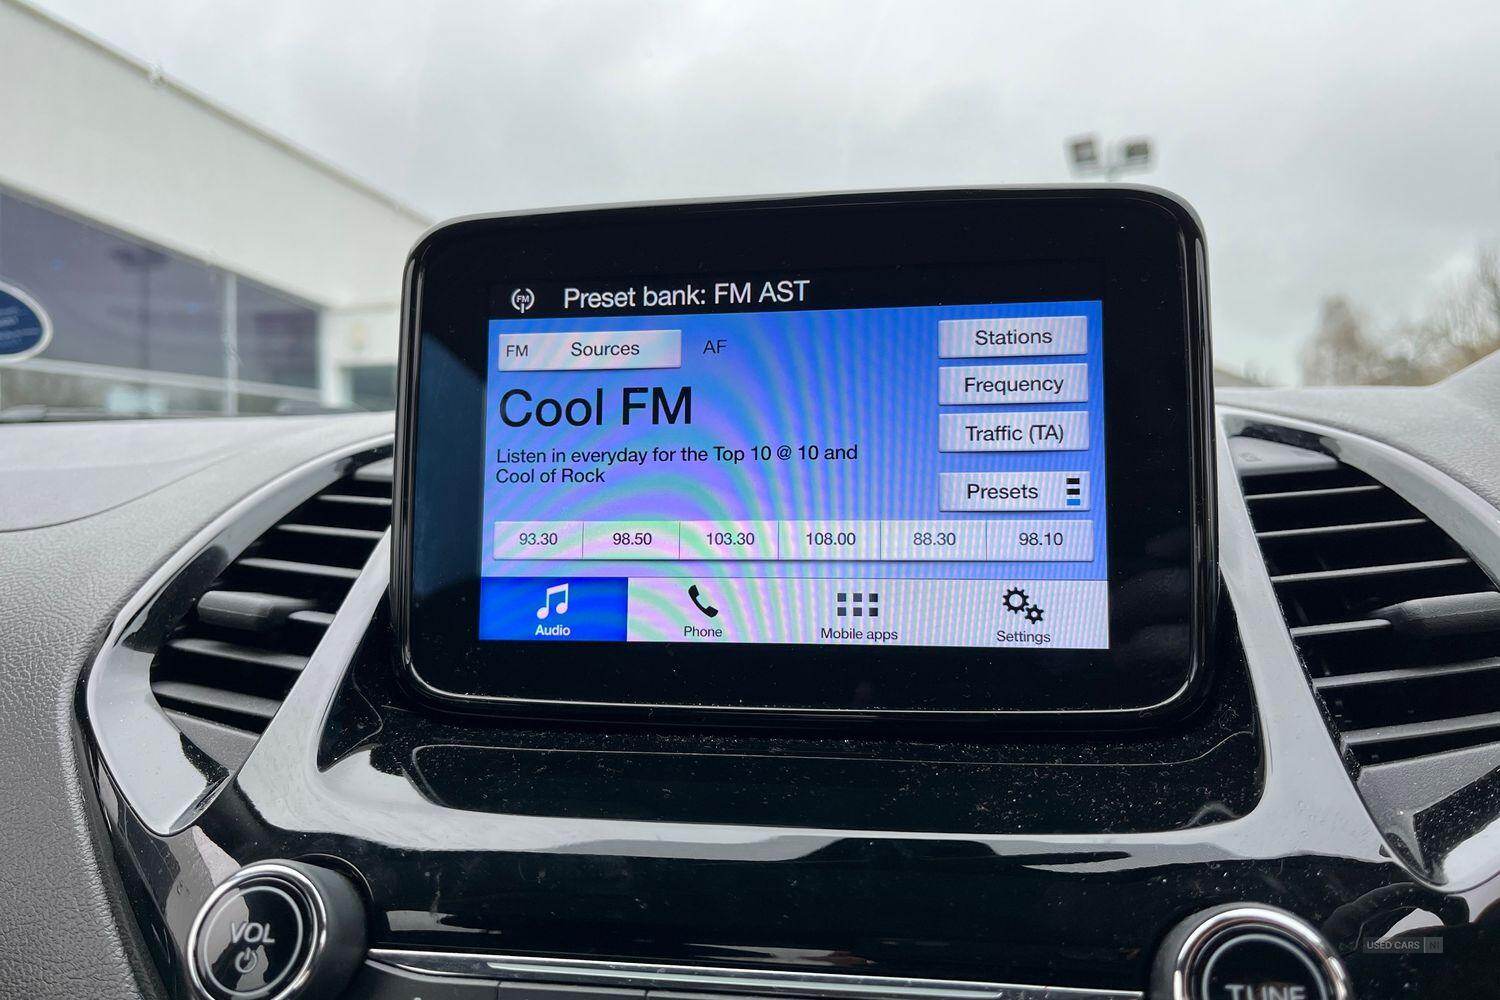 FM Preset bank: FM AST
FM Sources AF
Stations
Cool FM
Frequency
Listen in everyday for the Top 10 @ 10 and
Cool of Rock
Traffic (TA)
Presets
93.30 98.50 103.30 108.00 88.30 98.10
Audio Phone Mobile apps Settings
VOL
TUNE
USED CARS NI